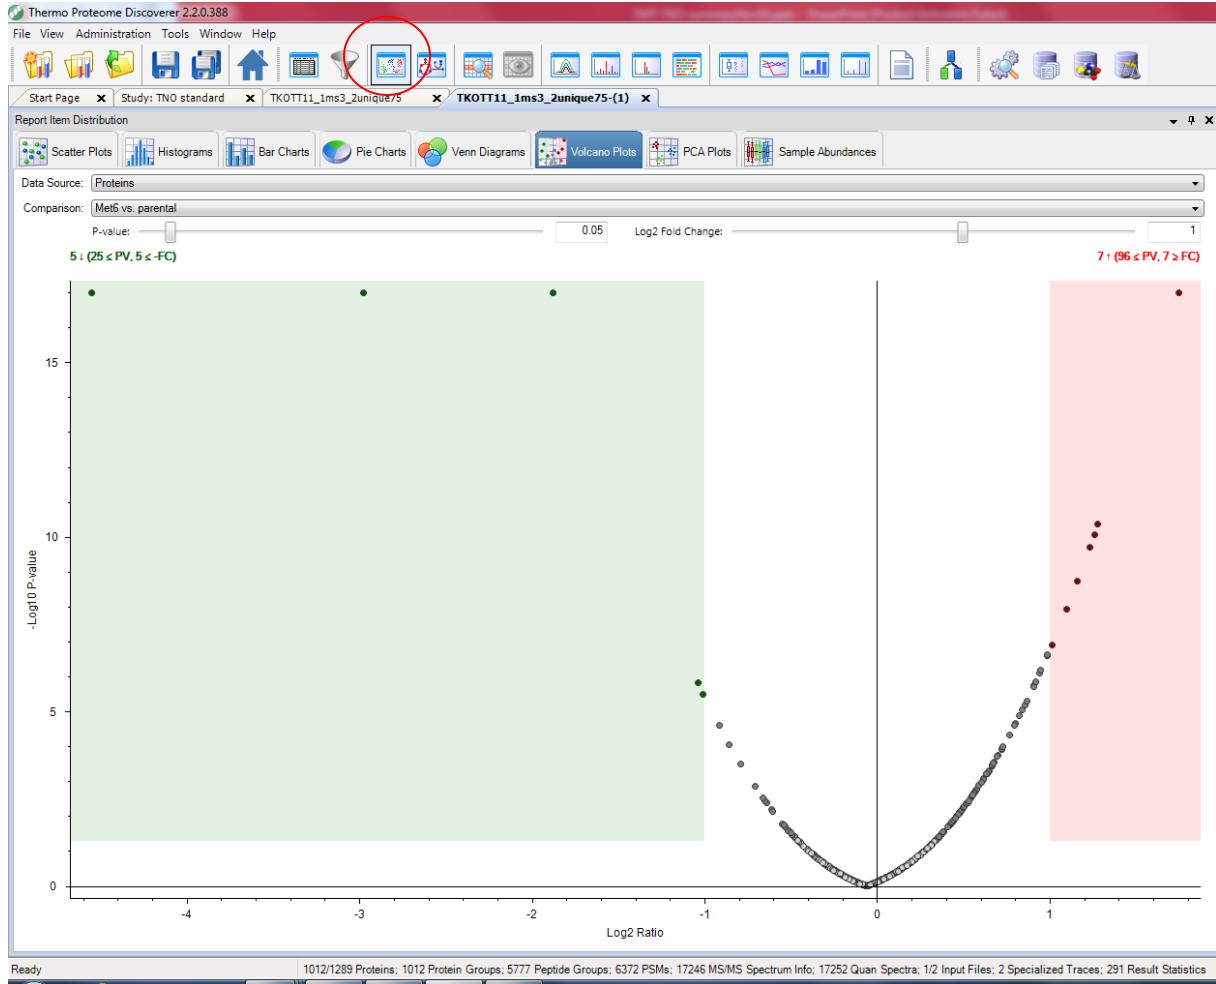 Thermo Proteome Discoverer 2.2.0.388
File View Administration Tools Window Help
Start Page x Study: TNO standard x TKOTT11_1ms3_2unique75 x TKOTT11_1ms3_2unique75-(1) x
Report Item Distribution
Scatter Plots Histograms Bar Charts Pie Charts Venn Diagrams Volcano Plots PCA Plots Sample Abundances
Data Source: Proteins
Comparison: Met6 vs. parental
P-value: 0.05 Log2 Fold Change: 1
5 ↓ (25 ≤ PV, 5 ≤ -FC) 7 ↑ (96 ≤ PV, 7 ≥ FC)
15
10
5
0
-Log10 P-value
-4 -3 -2 -1 0 1
Log2 Ratio
Ready 1012/1289 Proteins; 1012 Protein Groups; 5777 Peptide Groups; 6372 PSMs; 17246 MS/MS Spectrum Info; 17252 Quan Spectra; 1/2 Input Files; 2 Specialized Traces; 291 Result Statistics